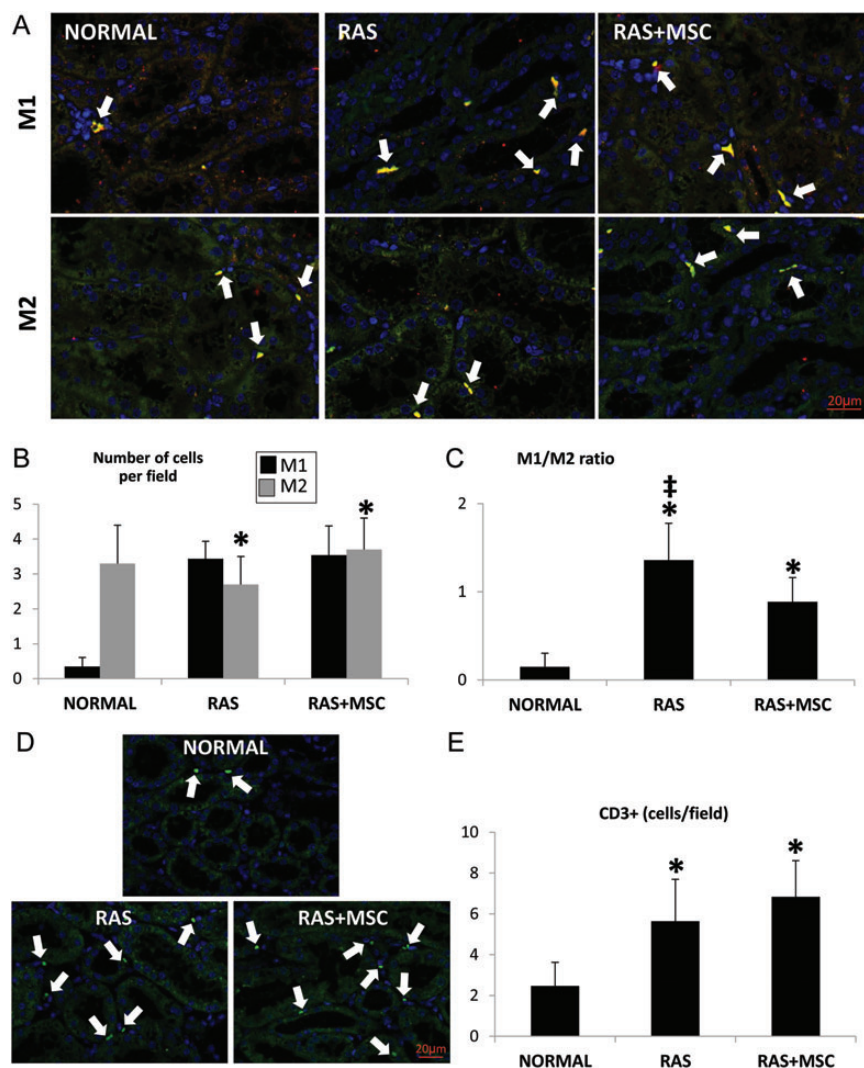 A
NORMAL
RAS
RAS+MSC
M1
M2
20μm
B
Number of cells
per field
M1
M2
5
4
3
2
1
0
*
*
NORMAL
RAS
RAS+MSC
C
M1/M2 ratio
2
1
0
‡
*
*
NORMAL
RAS
RAS+MSC
D
NORMAL
RAS
RAS+MSC
20μm
E
CD3+ (cells/field)
10
8
6
4
2
0
*
*
NORMAL
RAS
RAS+MSC